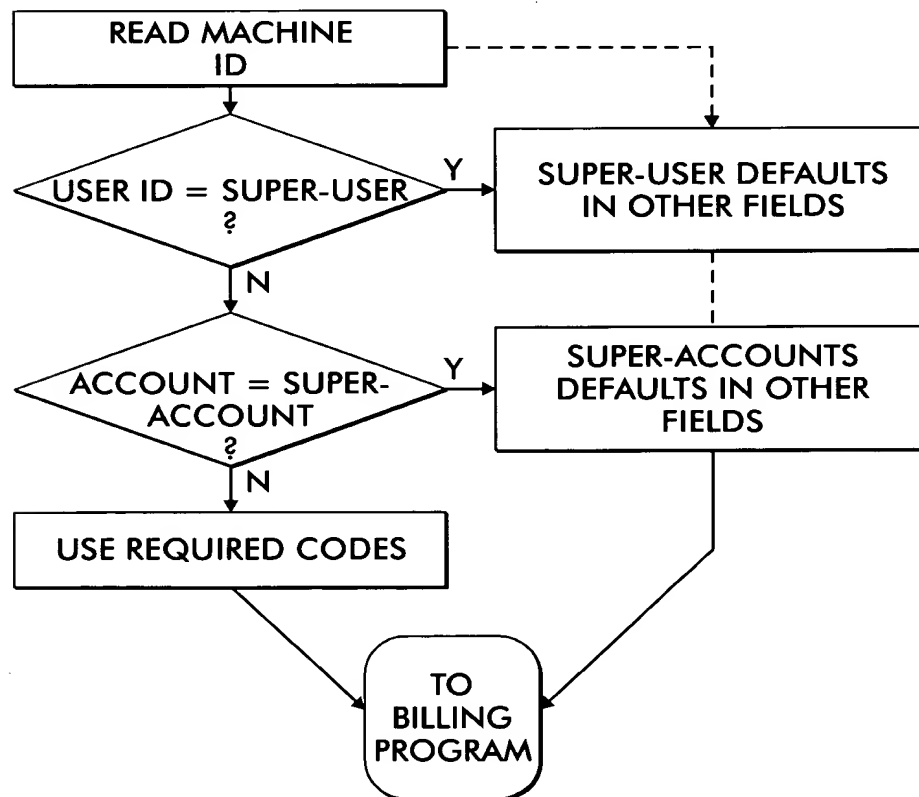 READ MACHINE
ID
USER ID = SUPER-USER
?
Y
SUPER-USER DEFAULTS
IN OTHER FIELDS
N
ACCOUNT = SUPER-
ACCOUNT
?
Y
SUPER-ACCOUNTS
DEFAULTS IN OTHER
FIELDS
N
USE REQUIRED CODES
TO
BILLING
PROGRAM